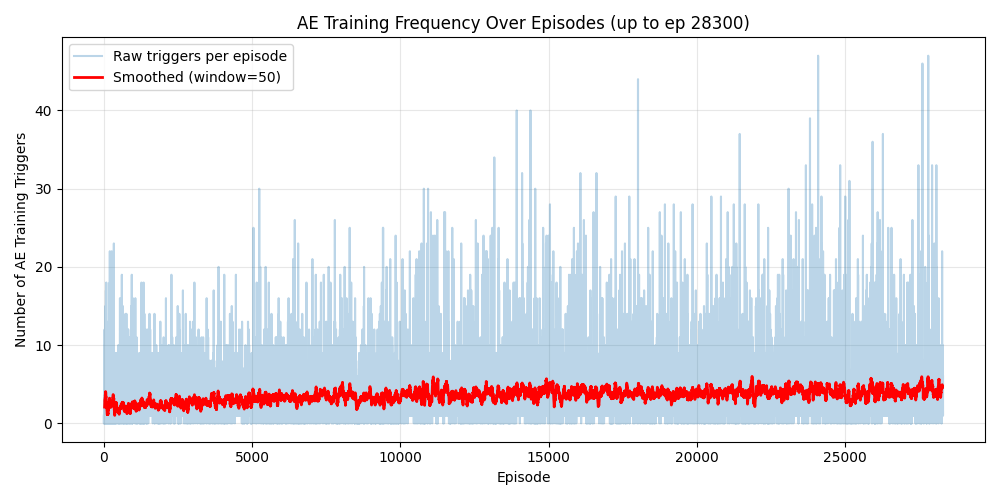 AE Training Frequency Over Episodes (up to ep 28300)
Raw triggers per episode
Smoothed (window=50)
Number of AE Training Triggers
40
30
20
10
0
0 5000 10000 15000 20000 25000
Episode